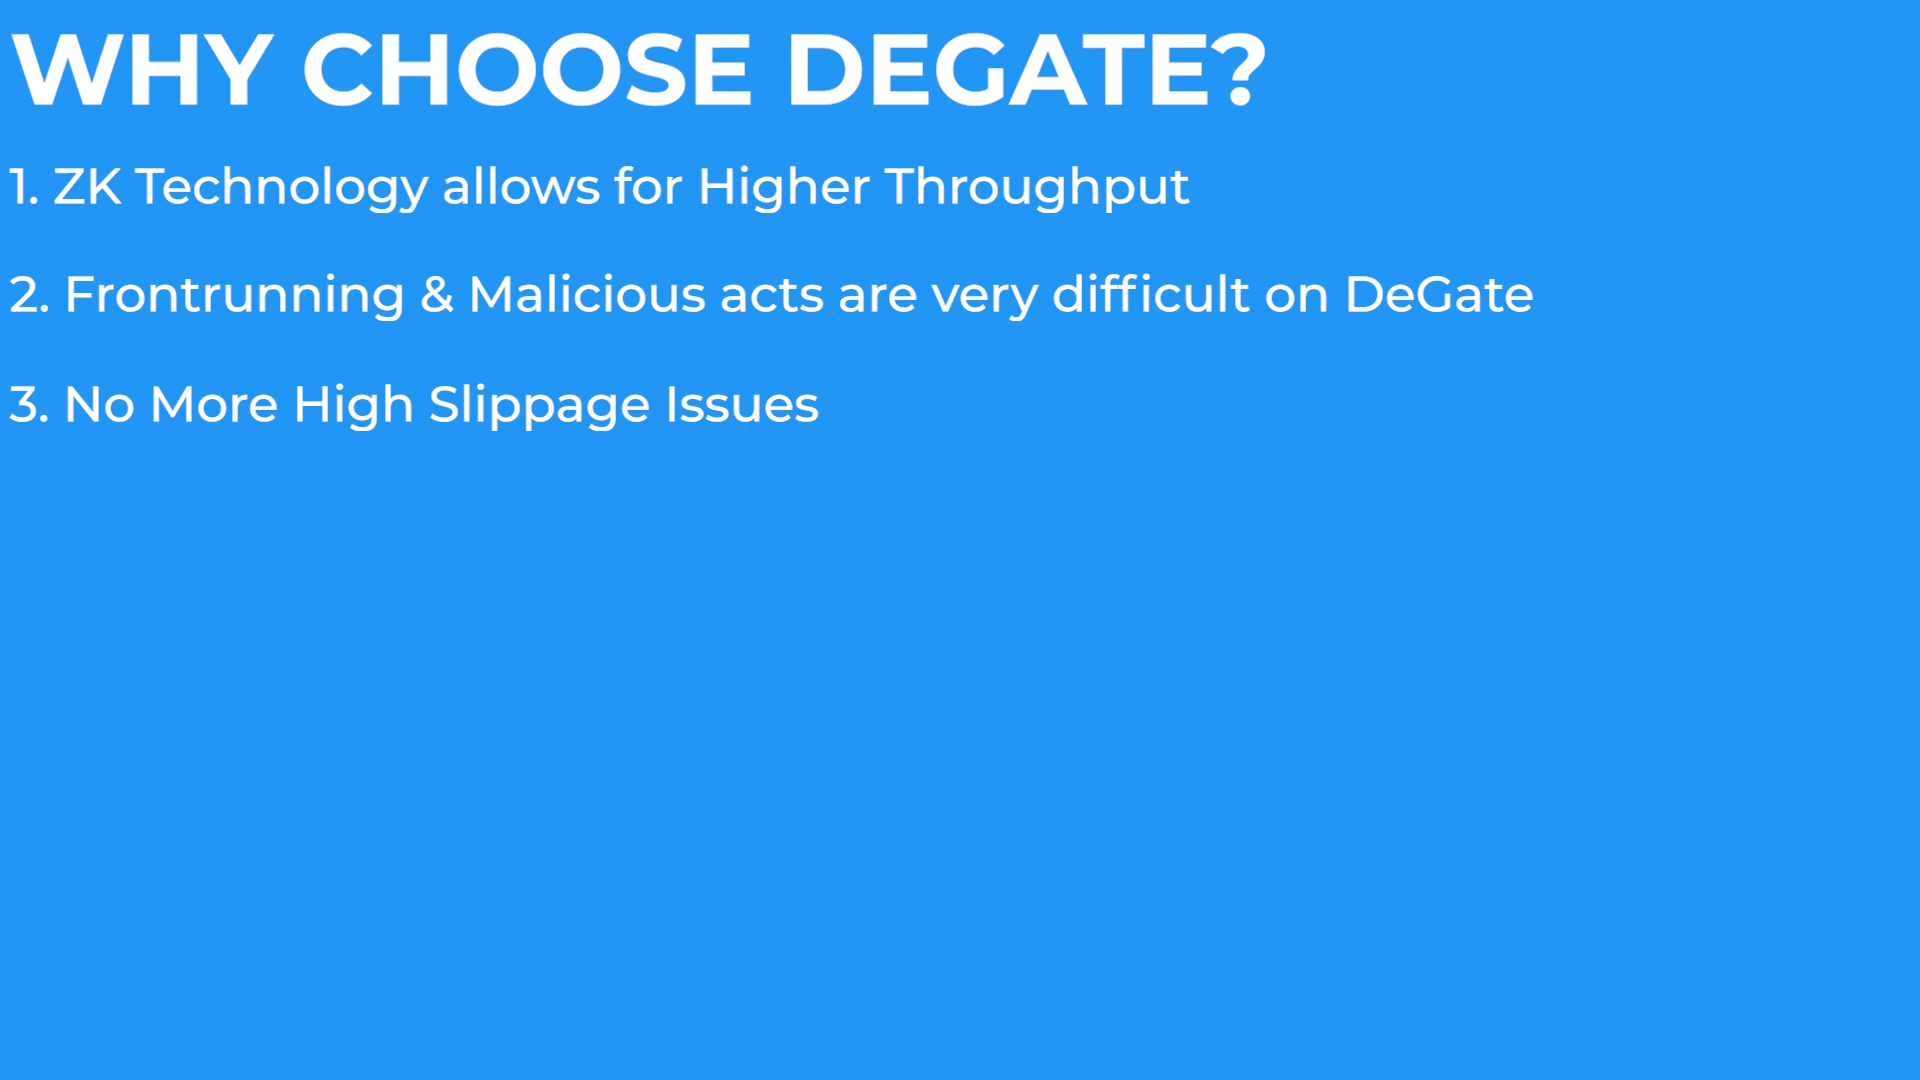 WHY CHOOSE DEGATE?
1. ZK Technology allows for Higher Throughput
2. Frontrunning & Malicious acts are very difficult on DeGate
3. No More High Slippage Issues